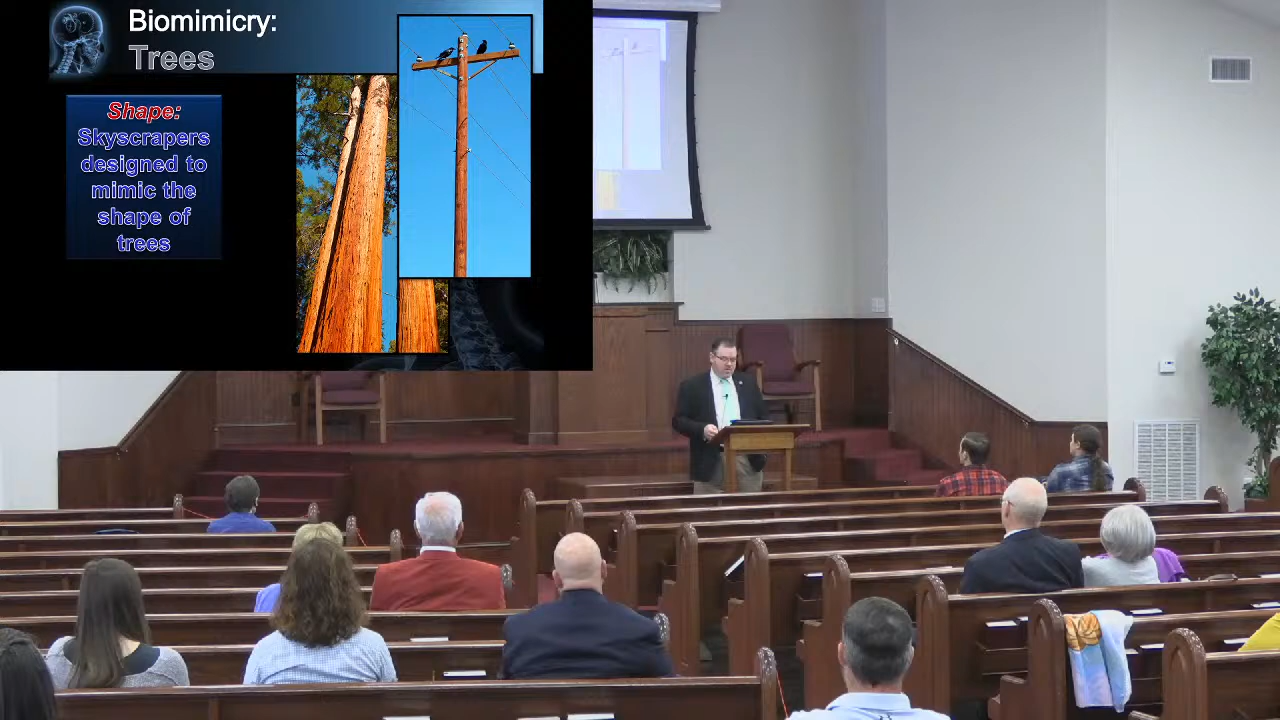 Biomimicry:
Trees
Shape:
Skyscrapers
designed to
mimic the
shape of
trees